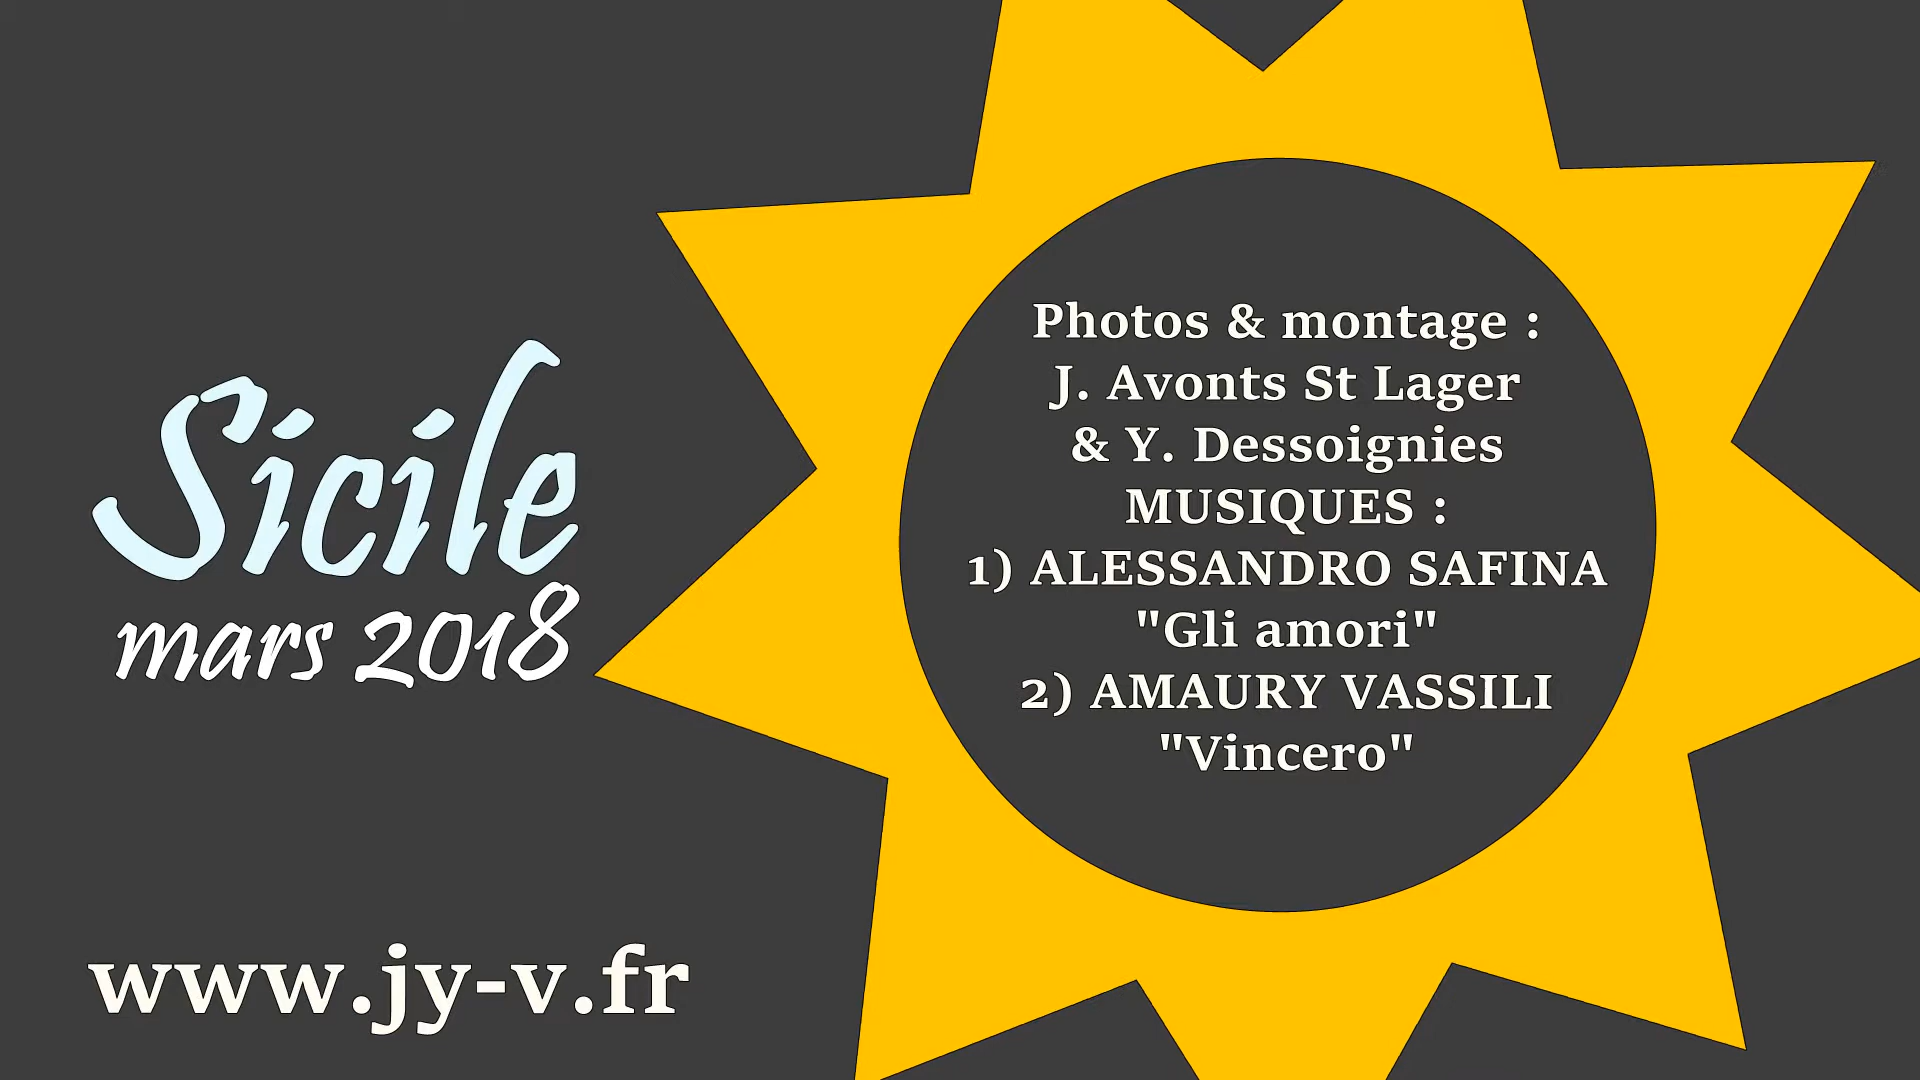 Sicile
mars 2018
www.jy-v.fr
Photos & montage :
J. Avonts St Lager
& Y. Dessoignies
MUSIQUES :
1) ALESSANDRO SAFINA
"Gli amori"
2) AMAURY VASSILI
"Vincero"